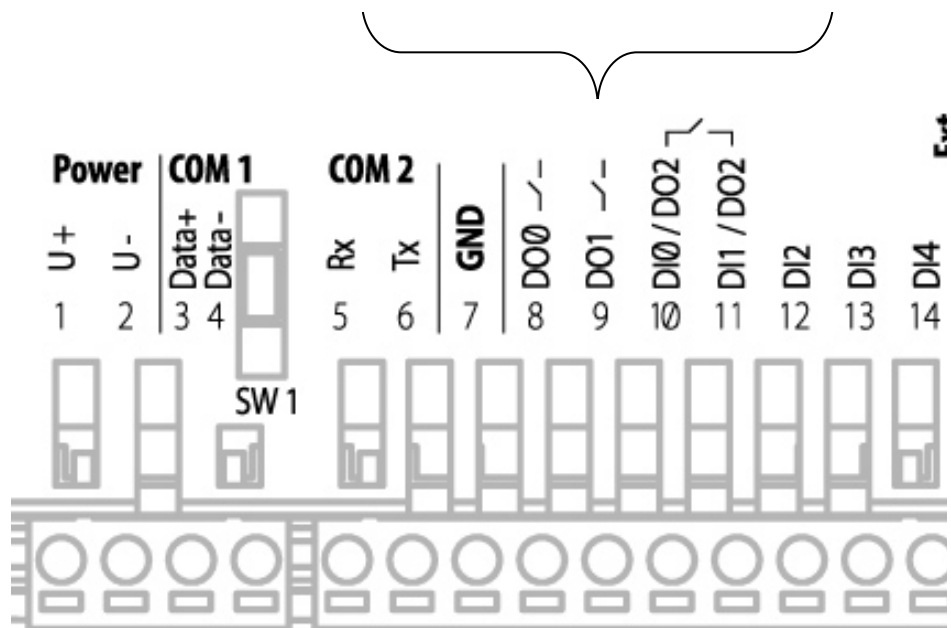 Power COM 1 COM 2 Ext
U+ U- Data+ Data- Rx Tx GND DO0 DO1 DI0/DO2 DI1/DO2 DI2 DI3 DI4
1 2 3 4 5 6 7 8 9 10 11 12 13 14
SW 1